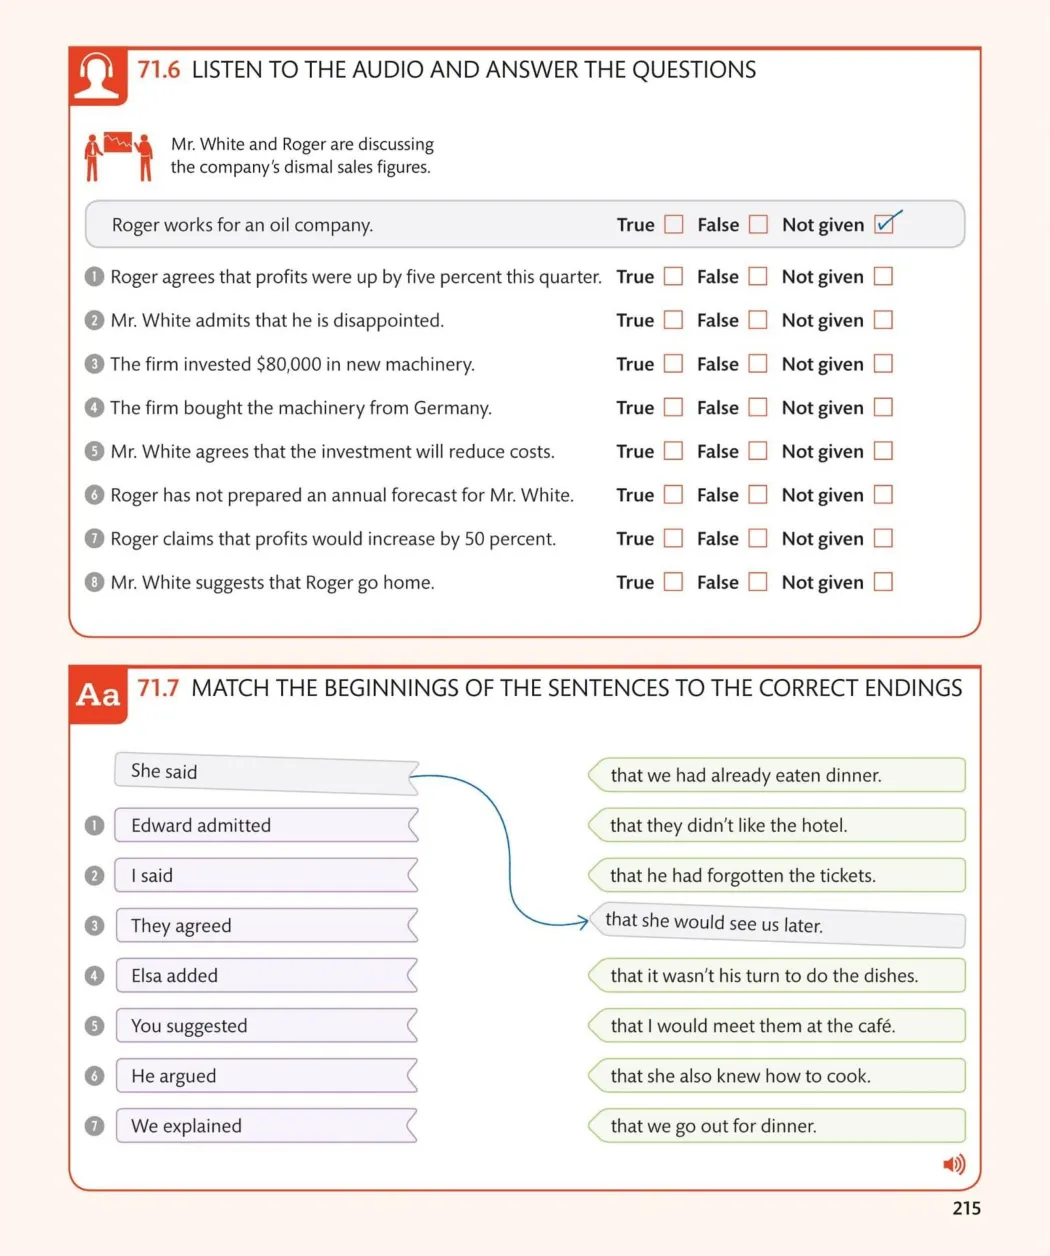 71.6 LISTEN TO THE AUDIO AND ANSWER THE QUESTIONS
Mr. White and Roger are discussing
the company's dismal sales figures.
Roger works for an oil company. True False Not given
1 Roger agrees that profits were up by five percent this quarter. True False Not given
2 Mr. White admits that he is disappointed. True False Not given
3 The firm invested $80,000 in new machinery. True False Not given
4 The firm bought the machinery from Germany. True False Not given
5 Mr. White agrees that the investment will reduce costs. True False Not given
6 Roger has not prepared an annual forecast for Mr. White. True False Not given
7 Roger claims that profits would increase by 50 percent. True False Not given
8 Mr. White suggests that Roger go home. True False Not given
Aa 71.7 MATCH THE BEGINNINGS OF THE SENTENCES TO THE CORRECT ENDINGS
She said that we had already eaten dinner.
1 Edward admitted that they didn't like the hotel.
2 I said that he had forgotten the tickets.
3 They agreed that she would see us later.
4 Elsa added that it wasn't his turn to do the dishes.
5 You suggested that I would meet them at the café.
6 He argued that she also knew how to cook.
7 We explained that we go out for dinner.
215